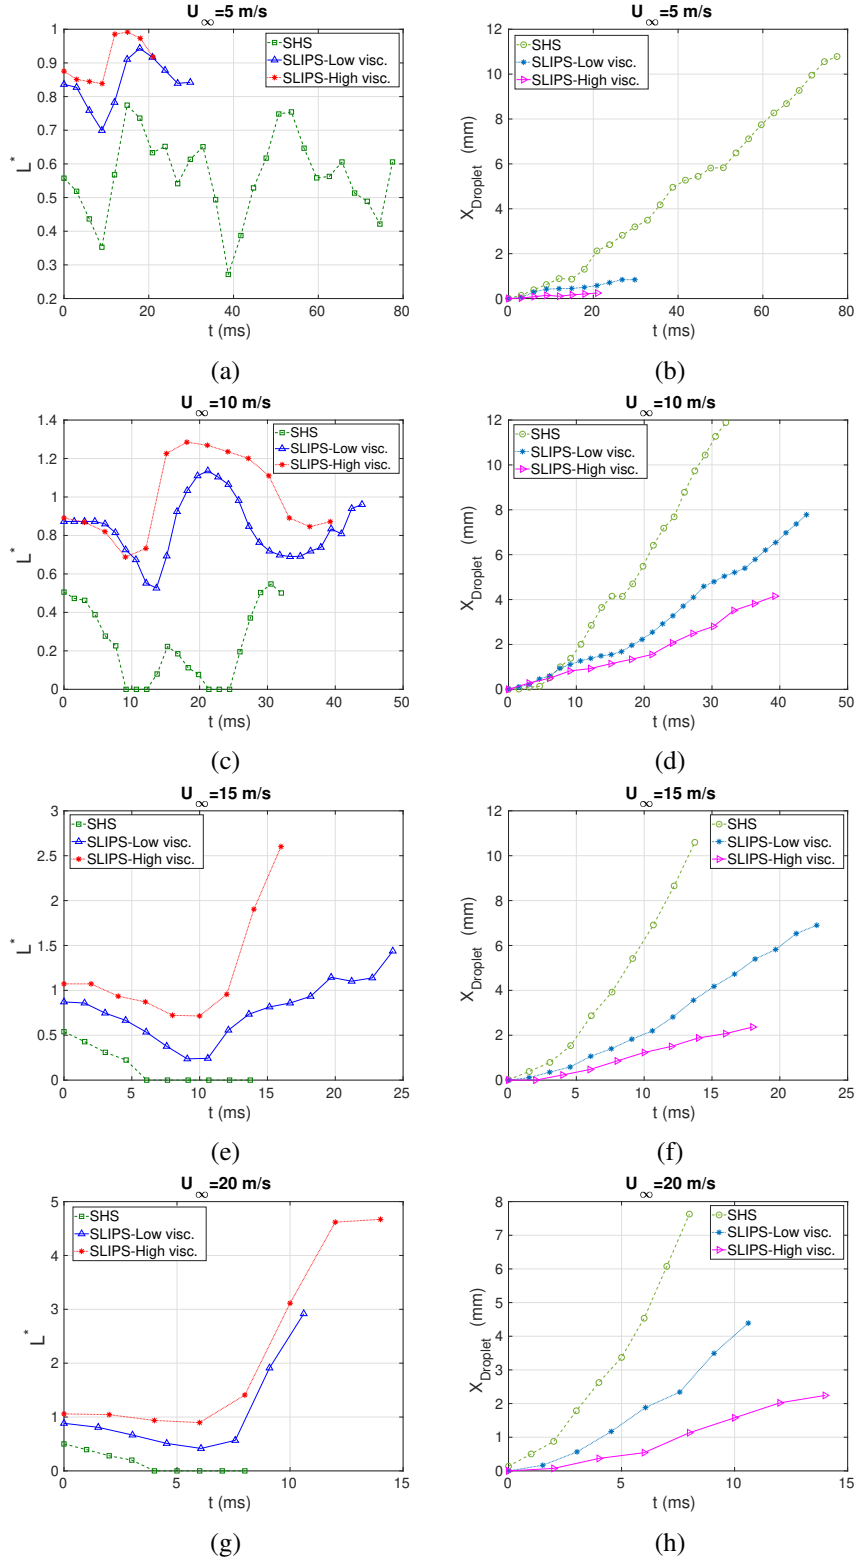 U∞=5 m/s
1
0.9
0.8
0.7
0.6
0.5
0.4
0.3
0.2
L*
SHS
SLIPS-Low visc.
SLIPS-High visc.
0 20 40 60 80
t (ms)
(a)
U∞=5 m/s
12
10
8
6
4
2
0
X Droplet (mm)
SHS
SLIPS-Low visc.
SLIPS-High visc.
0 20 40 60 80
t (ms)
(b)
U∞=10 m/s
1.4
1.2
1
0.8
0.6
0.4
0.2
0
L*
SHS
SLIPS-Low visc.
SLIPS-High visc.
0 10 20 30 40 50
t (ms)
(c)
U∞=10 m/s
12
10
8
6
4
2
0
X Droplet (mm)
SHS
SLIPS-Low visc.
SLIPS-High visc.
0 10 20 30 40 50
t (ms)
(d)
U∞=15 m/s
3
2.5
2
1.5
1
0.5
0
L*
SHS
SLIPS-Low visc.
SLIPS-High visc.
0 5 10 15 20 25
t (ms)
(e)
U∞=15 m/s
12
10
8
6
4
2
0
X Droplet (mm)
SHS
SLIPS-Low visc.
SLIPS-High visc.
0 5 10 15 20 25
t (ms)
(f)
U∞=20 m/s
5
4
3
2
1
0
L*
SHS
SLIPS-Low visc.
SLIPS-High visc.
0 5 10 15
t (ms)
(g)
U∞=20 m/s
8
7
6
5
4
3
2
1
0
X Droplet (mm)
SHS
SLIPS-Low visc.
SLIPS-High visc.
5 10 15
t (ms)
(h)